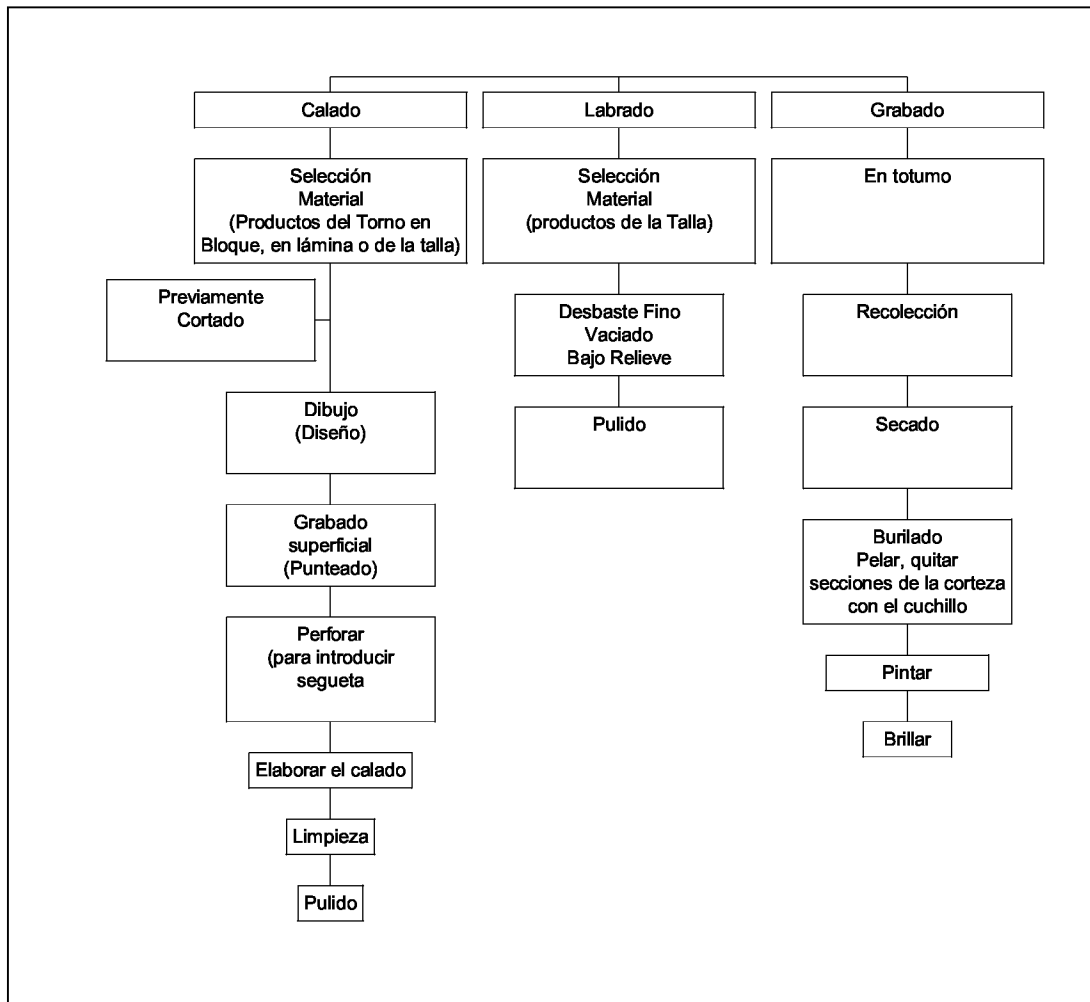 Calado
Labrado
Grabado
Selección
Material
(Productos del Torno en
Bloque, en lámina o de la talla)
Selección
Material
(productos de la Talla)
En totumo
Previamente
Cortado
Desbaste Fino
Vaciado
Bajo Relieve
Recolección
Dibujo
(Diseño)
Pulido
Secado
Grabado
superficial
(Punteado)
Burilado
Pelar, quitar
secciones de la corteza
con el cuchillo
Perforar
(para introducir
segueta
Pintar
Brillar
Elaborar el calado
Limpieza
Pulido